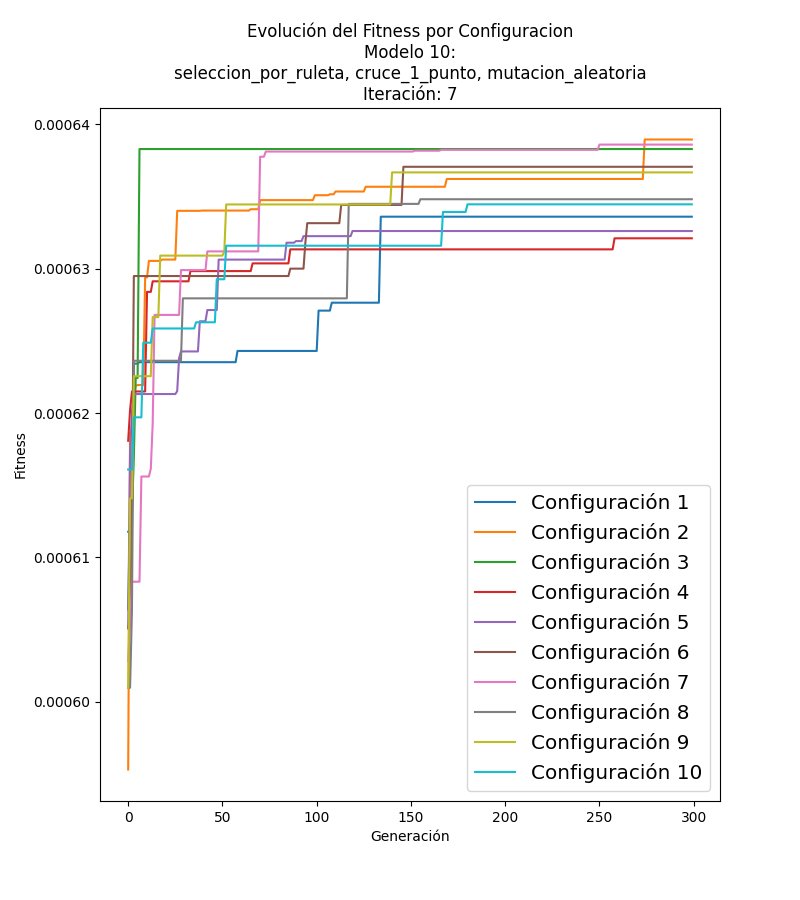 Evolución del Fitness por Configuracion
Modelo 10:
seleccion_por_ruleta, cruce_1_punto, mutacion_aleatoria
Iteración: 7
0.00064
0.00063
0.00062
0.00061
0.00060
Fitness
Configuración 1
Configuración 2
Configuración 3
Configuración 4
Configuración 5
Configuración 6
Configuración 7
Configuración 8
Configuración 9
Configuración 10
0 50 100 150 200 250 300
Generación